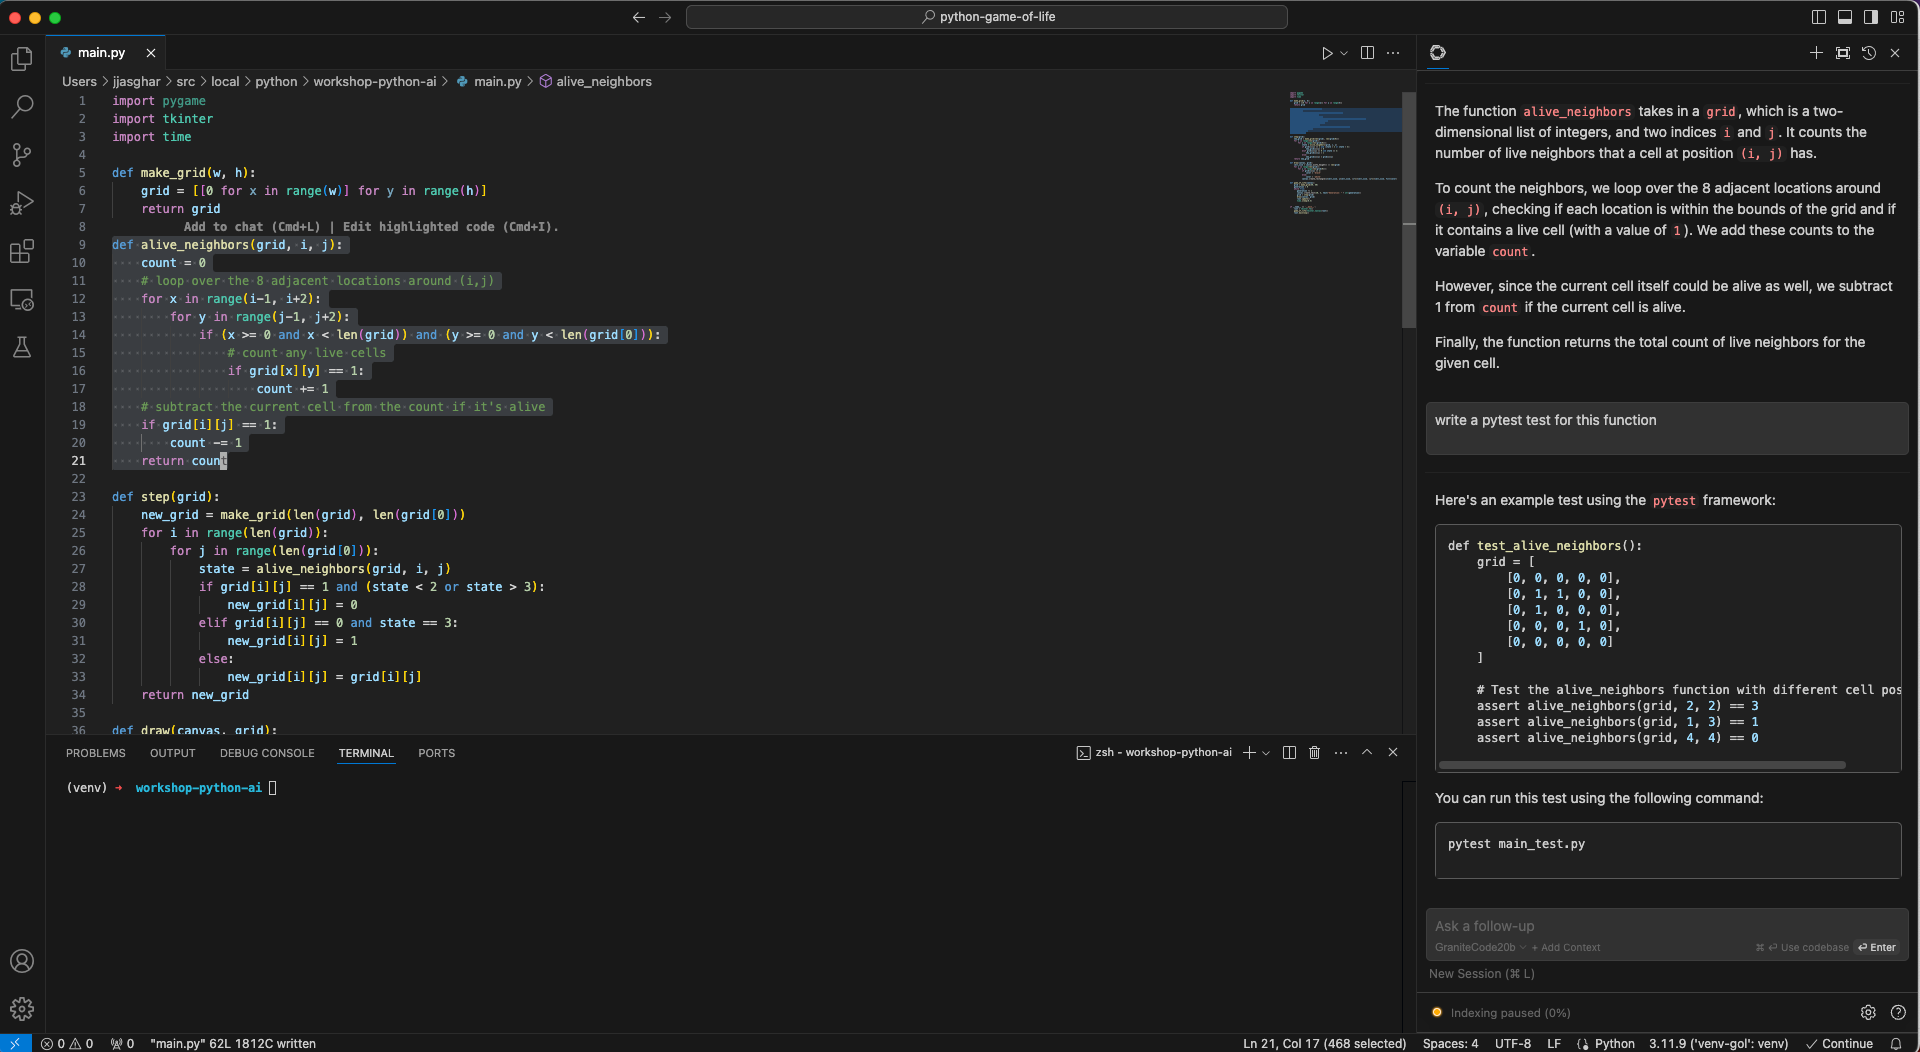 python-game-of-life
main.py
Users > jjasghar > src > local > python > workshop-python-ai > main.py > alive_neighbors
1 import pygame
2 import tkinter
3 import time
4
5 def make_grid(w, h):
6 grid = [[0 for x in range(w)] for y in range(h)]
7 return grid
8 Add to chat (Cmd+L) | Edit highlighted code (Cmd+I).
9 def alive_neighbors(grid, i, j):
10 count = 0
11 # loop over the 8 adjacent locations around (i,j)
12 for x in range(i-1, i+2):
13 for y in range(j-1, j+2):
14 if (x >= 0 and x < len(grid)) and (y >= 0 and y < len(grid[0])):
15 # count any live cells
16 if grid[x][y] == 1:
17 count += 1
18 # subtract the current cell from the count if it's alive
19 if grid[i][j] == 1:
20 count -= 1
21 return count
22
23 def step(grid):
24 new_grid = make_grid(len(grid), len(grid[0]))
25 for i in range(len(grid)):
26 for j in range(len(grid[0])):
27 state = alive_neighbors(grid, i, j)
28 if grid[i][j] == 1 and (state < 2 or state > 3):
29 new_grid[i][j] = 0
30 elif grid[i][j] == 0 and state == 3:
31 new_grid[i][j] = 1
32 else:
33 new_grid[i][j] = grid[i][j]
34 return new_grid
35
36 def draw(canvas, grid):
PROBLEMS OUTPUT DEBUG CONSOLE TERMINAL PORTS
zsh - workshop-python-ai
(venv) → workshop-python-ai
The function alive_neighbors takes in a grid, which is a two-
dimensional list of integers, and two indices i and j. It counts the
number of live neighbors that a cell at position (i, j) has.
To count the neighbors, we loop over the 8 adjacent locations around
(i, j), checking if each location is within the bounds of the grid and if
it contains a live cell (with a value of 1). We add these counts to the
variable count.
However, since the current cell itself could be alive as well, we subtract
1 from count if the current cell is alive.
Finally, the function returns the total count of live neighbors for the
given cell.
write a pytest test for this function
Here's an example test using the pytest framework:
def test_alive_neighbors():
grid = [
[0, 0, 0, 0, 0],
[0, 1, 1, 0, 0],
[0, 1, 0, 0, 0],
[0, 0, 0, 1, 0],
[0, 0, 0, 0, 0]
]
# Test the alive_neighbors function with different cell pos
assert alive_neighbors(grid, 2, 2) == 3
assert alive_neighbors(grid, 1, 3) == 1
assert alive_neighbors(grid, 4, 4) == 0
You can run this test using the following command:
pytest main_test.py
Ask a follow-up
GraniteCode20b + Add Context ⌘ ⏎ Use codebase ⏎ Enter
New Session (⌘ L)
Indexing paused (0%)
0 0 0 "main.py" 62L 1812C written Ln 21, Col 17 (468 selected) Spaces: 4 UTF-8 LF Python 3.11.9 ('venv-gol': venv) Continue